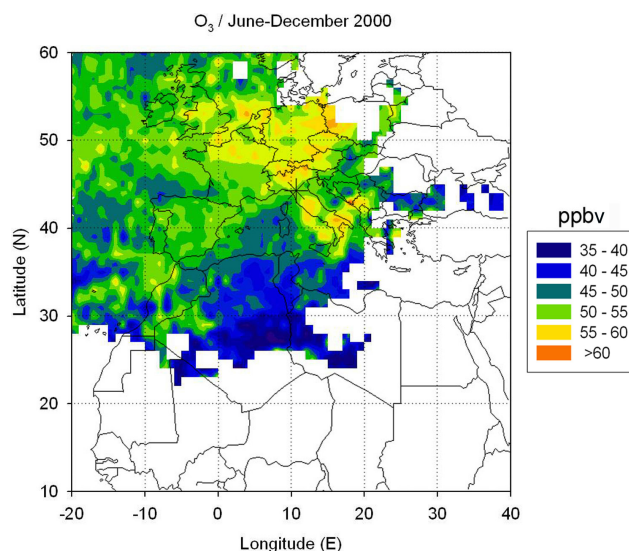 O3 / June-December 2000
60
50
40
30
20
10
Latitude (N)
-20 -10 0 10 20 30 40
Longitude (E)
ppbv
35 - 40
40 - 45
45 - 50
50 - 55
55 - 60
>60